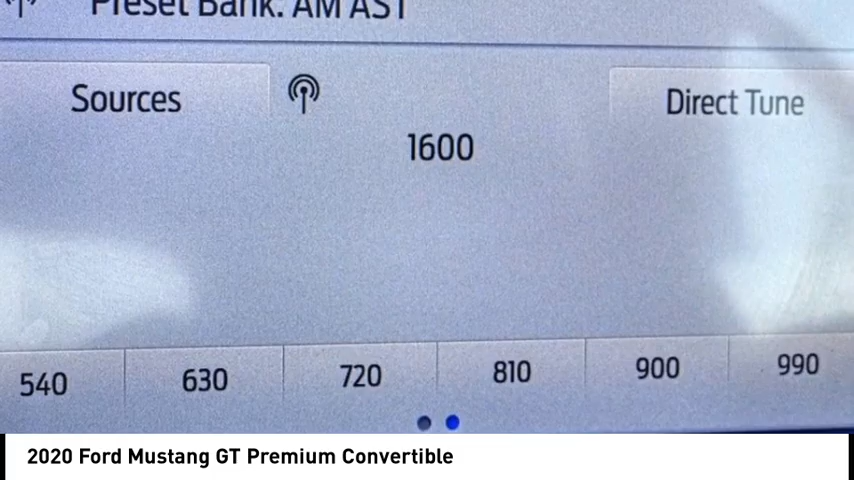 Preset Bank: AM AST
Sources
Direct Tune
1600
540 630 720 810 900 990
2020 Ford Mustang GT Premium Convertible